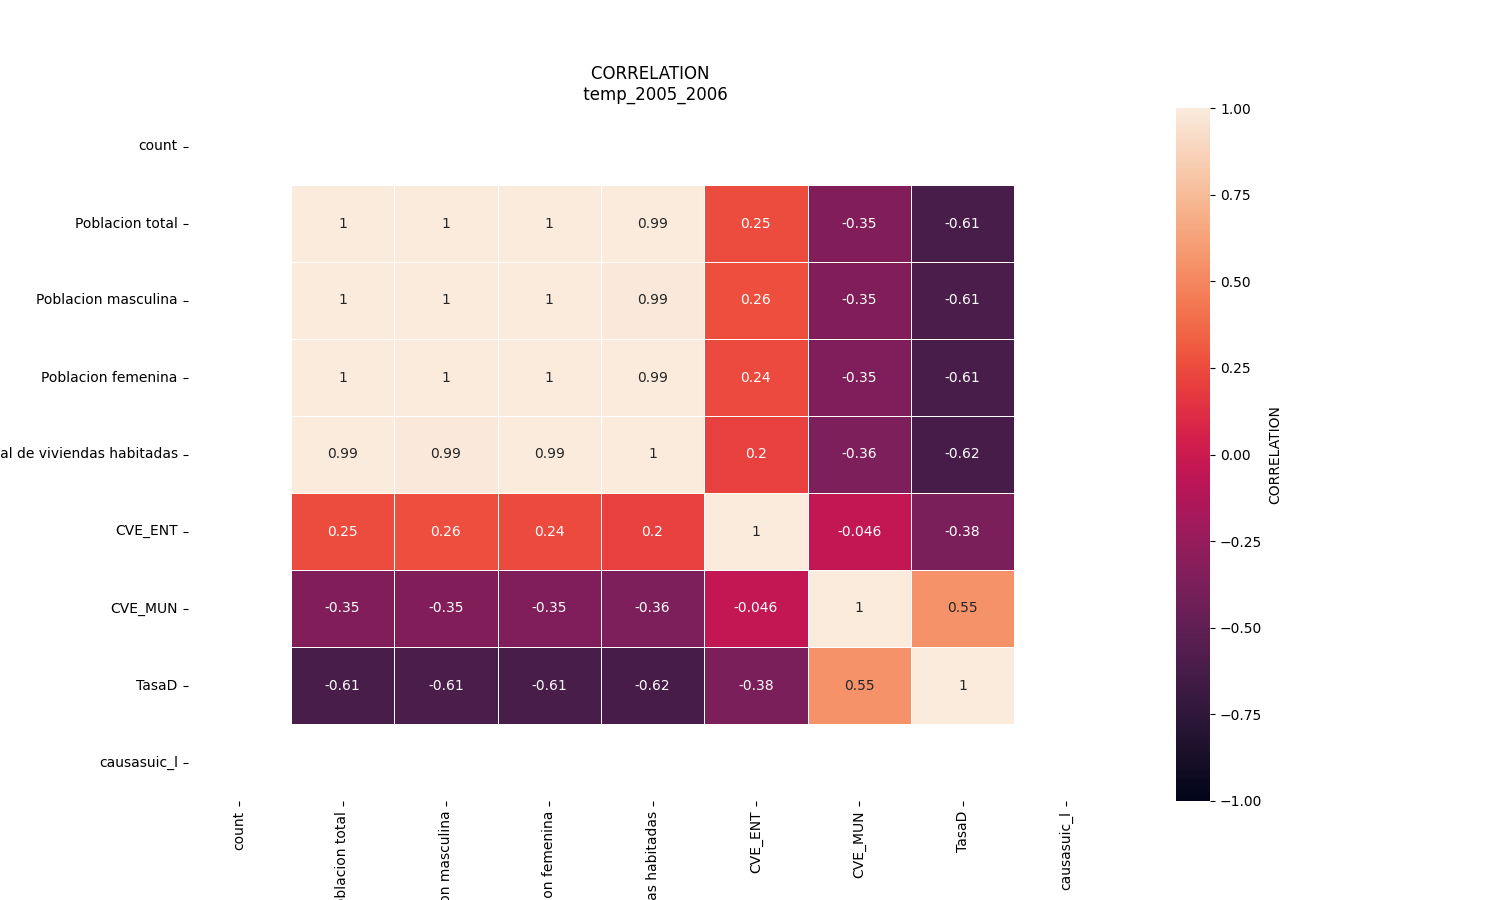 CORRELATION
temp_2005_2006
count
Poblacion total 1 1 1 0.99 0.25 -0.35 -0.61
Poblacion masculina 1 1 1 0.99 0.26 -0.35 -0.61
Poblacion femenina 1 1 1 0.99 0.24 -0.35 -0.61
al de viviendas habitadas 0.99 0.99 0.99 1 0.2 -0.36 -0.62
CVE_ENT 0.25 0.26 0.24 0.2 1 -0.046 -0.38
CVE_MUN -0.35 -0.35 -0.35 -0.36 -0.046 1 0.55
TasaD -0.61 -0.61 -0.61 -0.62 -0.38 0.55 1
causasuic_l
count
oblacion total
on masculina
on femenina
as habitadas
CVE_ENT
CVE_MUN
TasaD
causasuic_l
1.00
0.75
0.50
0.25
0.00
−0.25
−0.50
−0.75
−1.00
CORRELATION